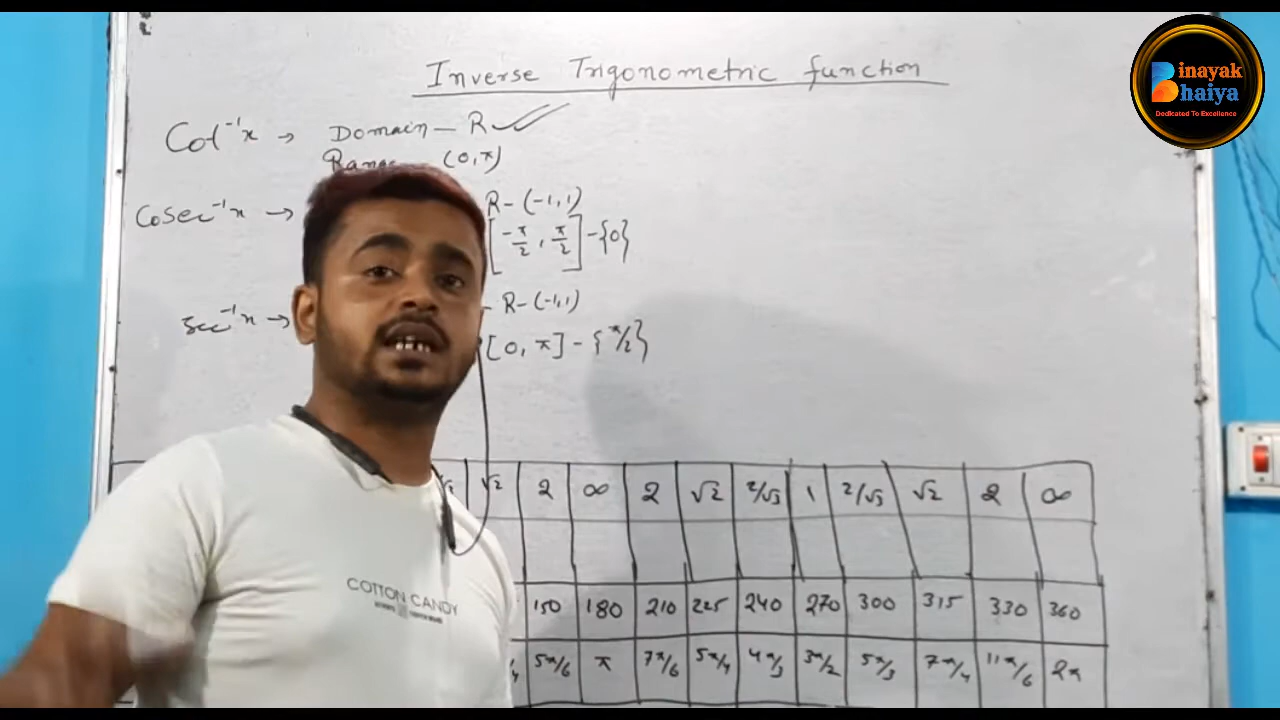 Inverse Trigonometric function
Binayak
Bhaiya
Dedicated To Excellence
Cot⁻¹x → Domain — R
(0, π)
Cosec⁻¹x → R - (-1, 1)
[-π/2, π/2] - {0}
sec⁻¹x → R - (-1, 1)
[0, π] - {π/2}
√2 2 ∞ 2 √2 2/√3 1 2/√3 √2 2 ∞
150 180 210 225 240 270 300 315 330 360
5π/6 π 7π/6 5π/4 4π/3 3π/2 5π/3 7π/4 11π/6 2π
COTTON CANDY